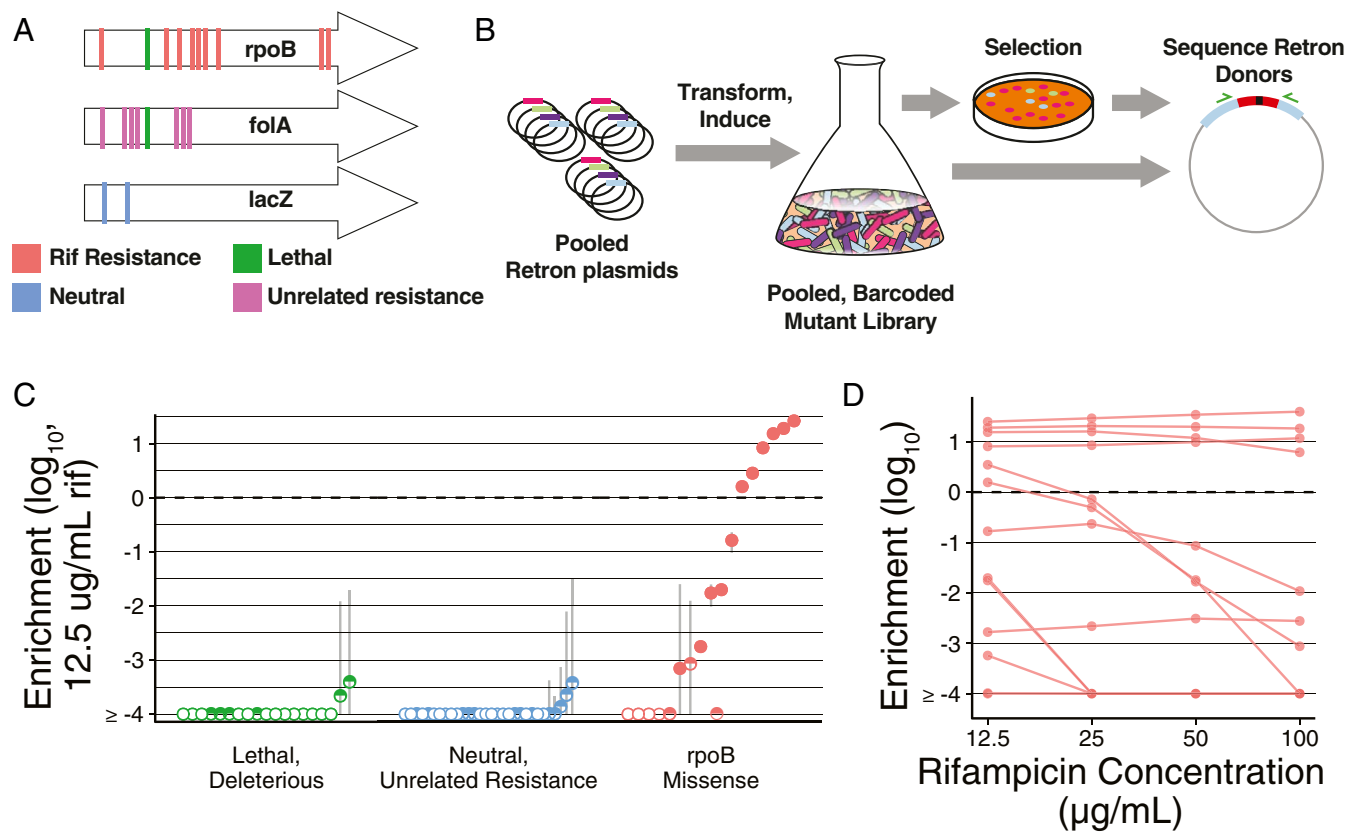 A
rpoB
folA
lacZ
Rif Resistance
Lethal
Neutral
Unrelated resistance
B
Pooled
Retron plasmids
Transform,
Induce
Pooled, Barcoded
Mutant Library
Selection
Sequence Retron
Donors
C
Enrichment (log10,
12.5 ug/mL rif)
1
0
-1
-2
-3
≥ -4
Lethal,
Deleterious
Neutral,
Unrelated Resistance
rpoB
Missense
D
Enrichment (log10)
1
0
-1
-2
-3
≥ -4
12.5
25
50
100
Rifampicin Concentration
(µg/mL)